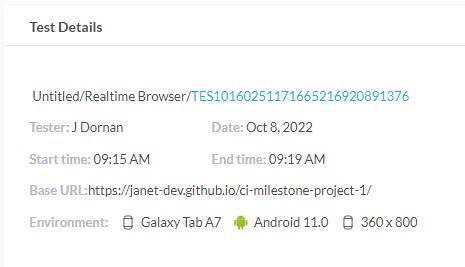 Test Details
Untitled/Realtime Browser/TES101602511716652169208913​76
Tester: J Dornan Date: Oct 8, 2022
Start time: 09:15 AM End time: 09:19 AM
Base URL:https://janet-dev.github.io/ci-milestone-project-1/
Environment: Galaxy Tab A7 Android 11.0 360 x 800